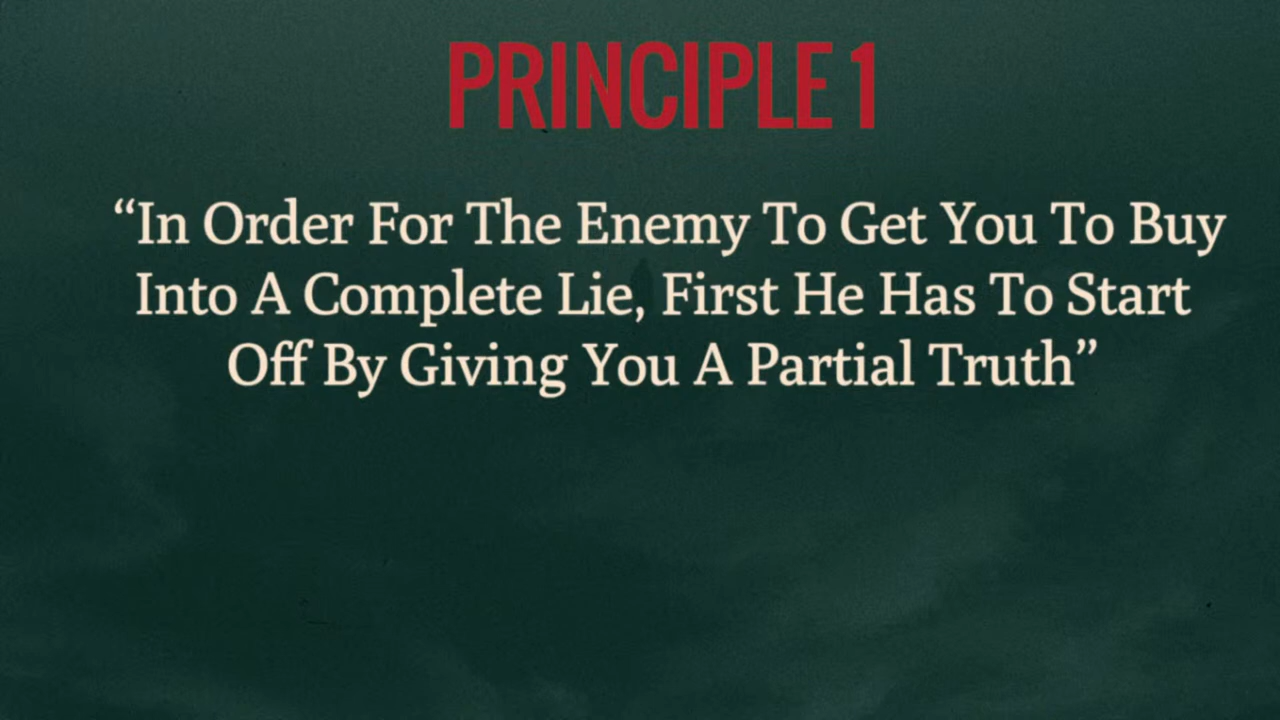 PRINCIPLE 1
“In Order For The Enemy To Get You To Buy
Into A Complete Lie, First He Has To Start
Off By Giving You A Partial Truth”